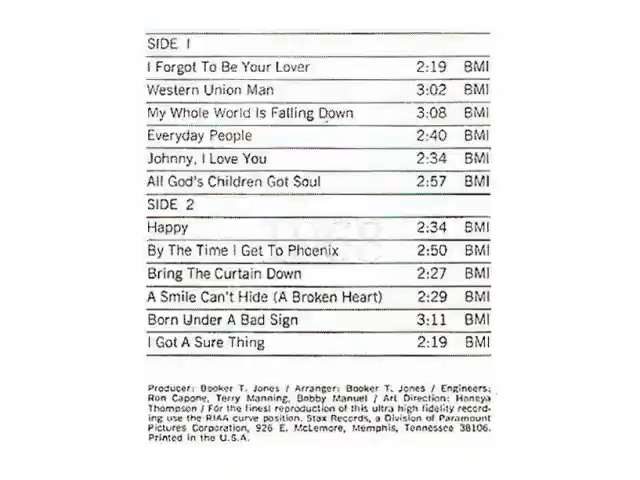 SIDE 1
I Forgot To Be Your Lover 2:19 BMI
Western Union Man 3:02 BMI
My Whole World Is Falling Down 3:08 BMI
Everyday People 2:40 BMI
Johnny, I Love You 2:34 BMI
All God's Children Got Soul 2:57 BMI
SIDE 2
Happy 2:34 BMI
By The Time I Get To Phoenix 2:50 BMI
Bring The Curtain Down 2:27 BMI
A Smile Can't Hide (A Broken Heart) 2:29 BMI
Born Under A Bad Sign 3:11 BMI
I Got A Sure Thing 2:19 BMI
1968
Producer: Booker T. Jones / Arranger: Booker T. Jones / Engineers:
Ron Capone, Terry Manning, Bobby Manuel / Art Direction: Honeya
Thompson / For the finest reproduction of this ultra high fidelity record-
ing use the RIAA curve position. Stax Records, a Division of Paramount
Pictures Corporation, 926 E. McLemore, Memphis, Tennessee 38106.
Printed in the U.S.A.